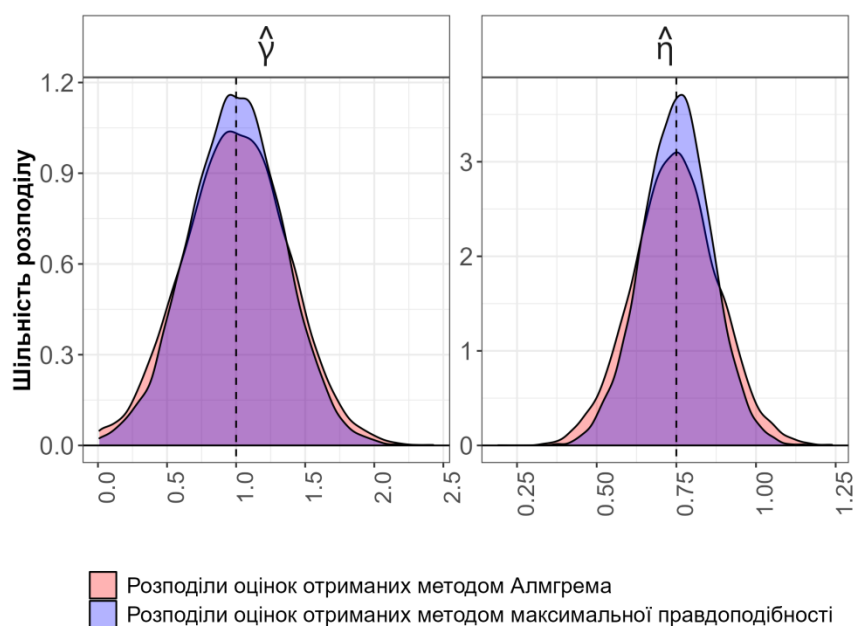 γ̂
η̂
Шільність розподілу
1.2
0.9
0.6
0.3
0.0
3
2
1
0
0.0 0.5 1.0 1.5 2.0 2.5
0.25 0.50 0.75 1.00 1.25
Розподіли оцінок отриманих методом Алмгрема
Розподіли оцінок отриманих методом максимальної правдоподібності